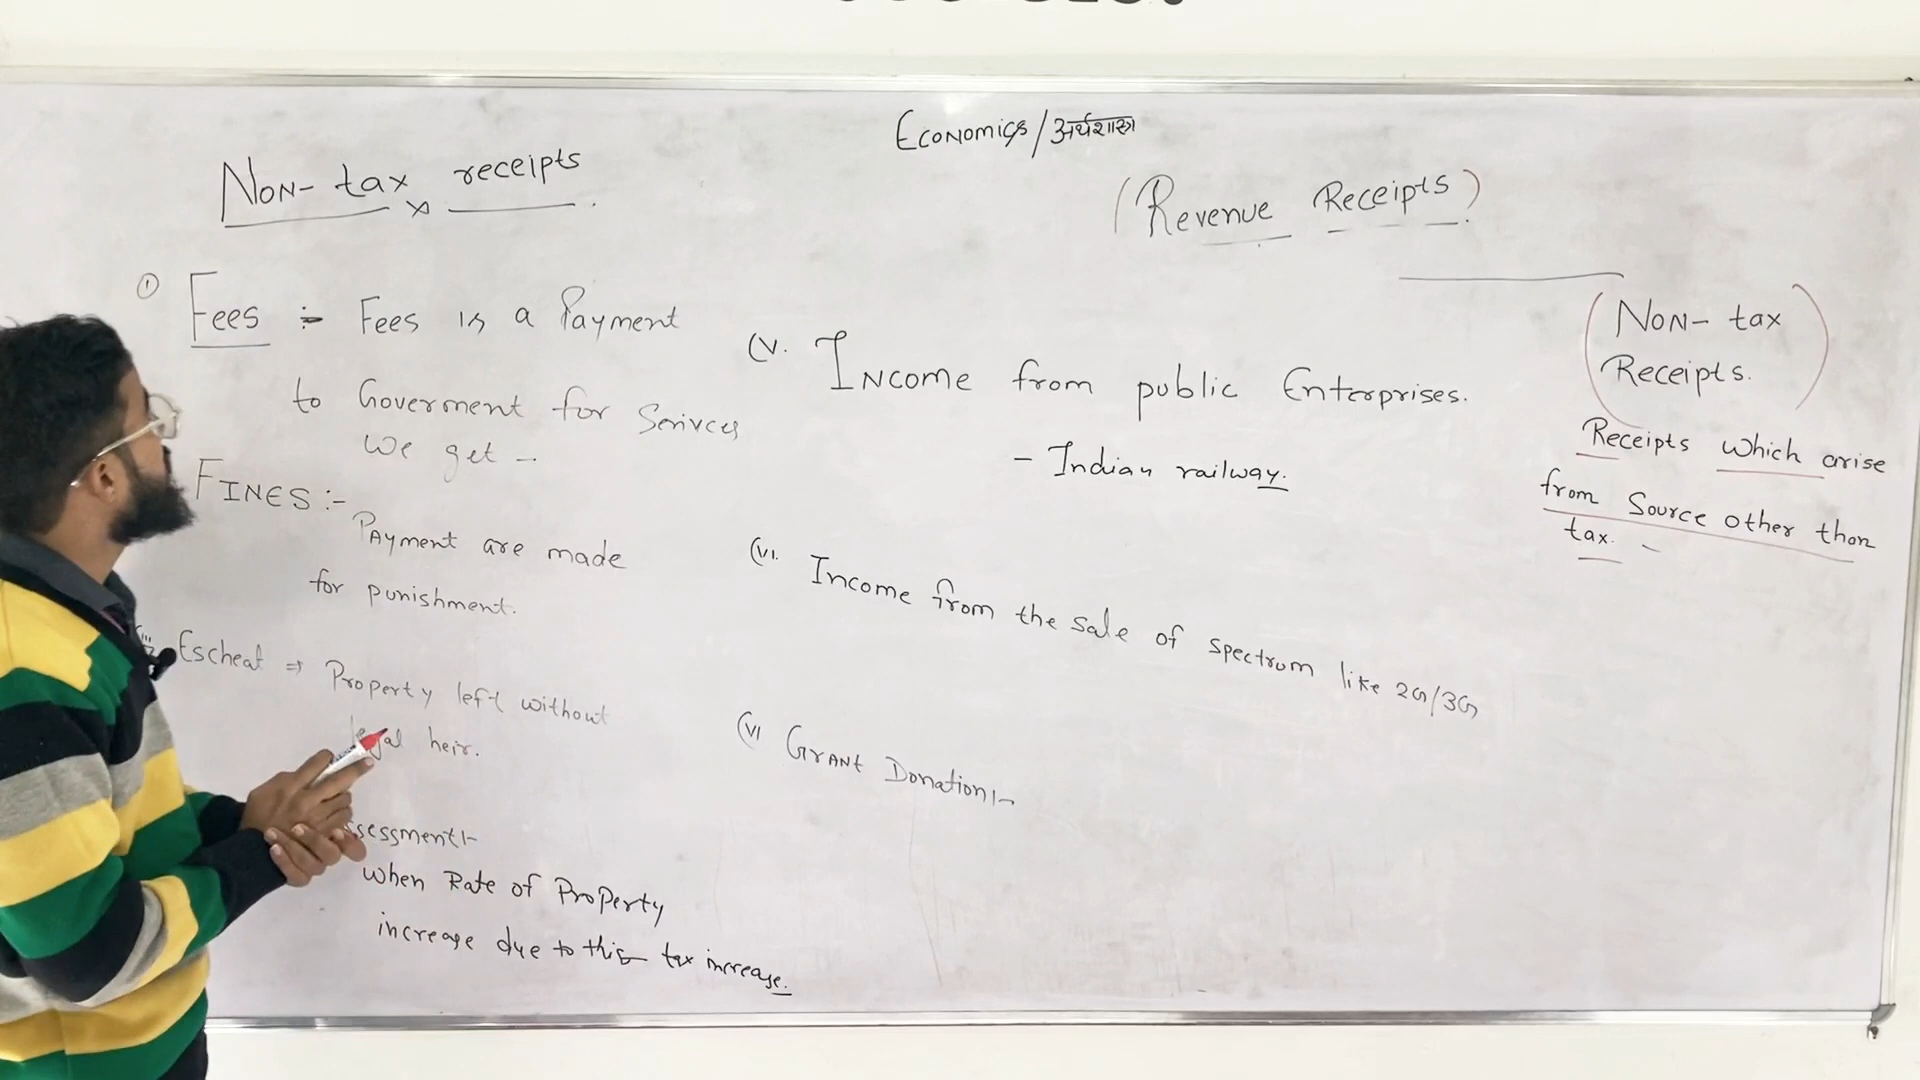 Economics/अर्थशास्त्र
Non-tax receipts
(Revenue Receipts)
① Fees :- Fees is a Payment
to Goverment for Serivces
we get -
FINES :-
Payment are made
for punishment.
Escheat ⇒ Property left without
legal heir.
ssessment:-
when Rate of Property
increase due to this tax increase.
(v. Income from public Enterprises.
- Indian railway.
(vi. Income from the sale of spectrum like 2G/3G
(vi Grant Donation:-
(Non-tax
Receipts.)
Receipts which arise
from Source other than
tax. -